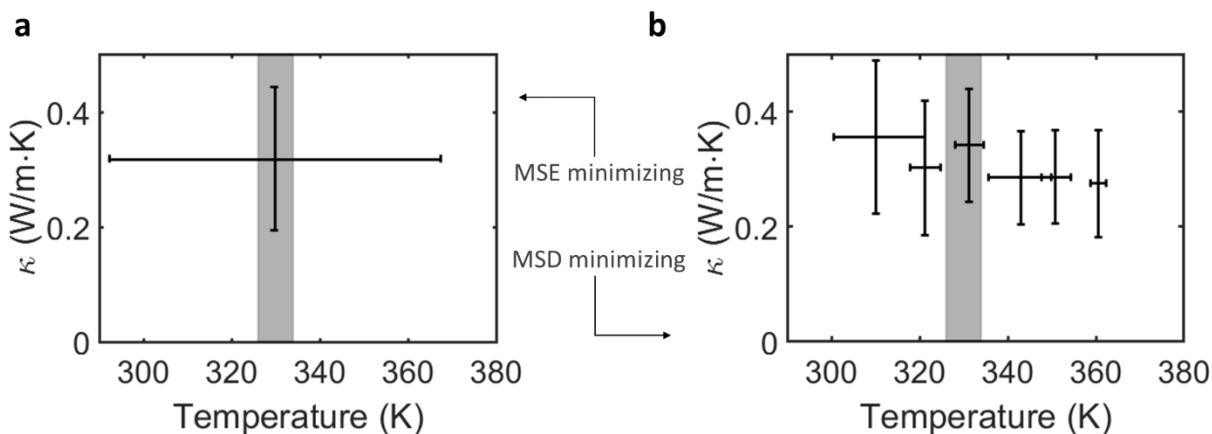 a
κ (W/m·K)
0.4
0.2
0
300 320 340 360 380
Temperature (K)
MSE minimizing
MSD minimizing
b
κ (W/m·K)
0.4
0.2
0
300 320 340 360 380
Temperature (K)